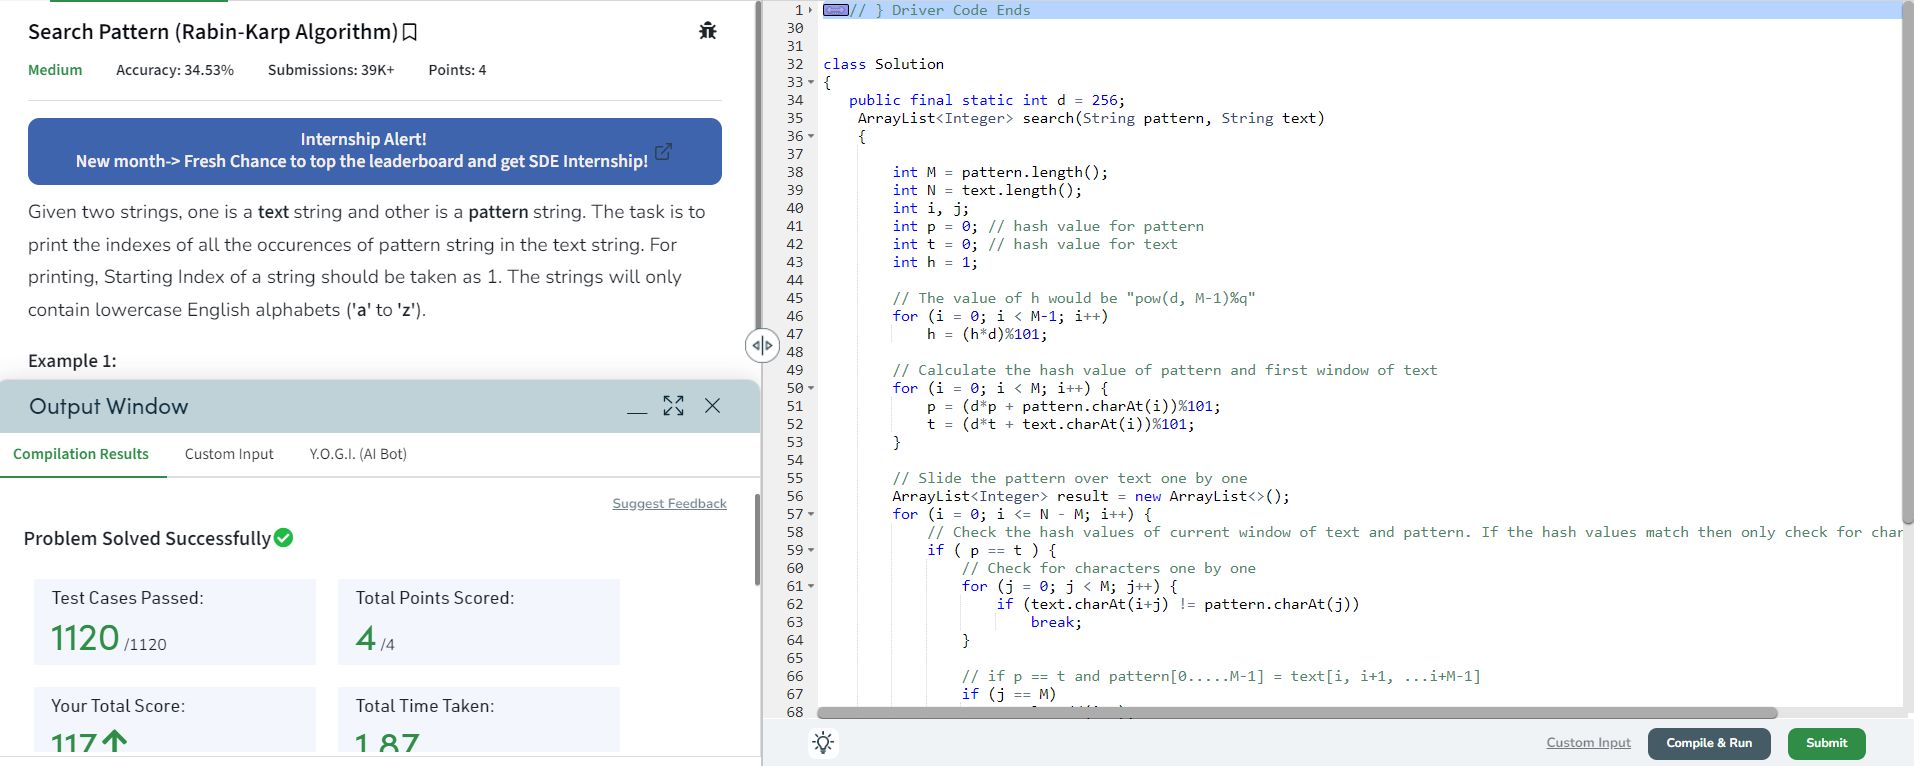 Search Pattern (Rabin-Karp Algorithm)
Medium Accuracy: 34.53% Submissions: 39K+ Points: 4
Internship Alert!
New month-> Fresh Chance to top the leaderboard and get SDE Internship!
Given two strings, one is a text string and other is a pattern string. The task is to
print the indexes of all the occurences of pattern string in the text string. For
printing, Starting Index of a string should be taken as 1. The strings will only
contain lowercase English alphabets ('a' to 'z').
Example 1:
Output Window
Compilation Results Custom Input Y.O.G.I. (AI Bot)
Suggest Feedback
Problem Solved Successfully
Test Cases Passed:
1120 /1120
Total Points Scored:
4 /4
Your Total Score:
117
Total Time Taken:
1.87
1 // } Driver Code Ends
30
31
32 class Solution
33 {
34 public final static int d = 256;
35 ArrayList<Integer> search(String pattern, String text)
36 {
37
38 int M = pattern.length();
39 int N = text.length();
40 int i, j;
41 int p = 0; // hash value for pattern
42 int t = 0; // hash value for text
43 int h = 1;
44
45 // The value of h would be "pow(d, M-1)%q"
46 for (i = 0; i < M-1; i++)
47 h = (h*d)%101;
48
49 // Calculate the hash value of pattern and first window of text
50 for (i = 0; i < M; i++) {
51 p = (d*p + pattern.charAt(i))%101;
52 t = (d*t + text.charAt(i))%101;
53 }
54
55 // Slide the pattern over text one by one
56 ArrayList<Integer> result = new ArrayList<>();
57 for (i = 0; i <= N - M; i++) {
58 // Check the hash values of current window of text and pattern. If the hash values match then only check for char
59 if ( p == t ) {
60 // Check for characters one by one
61 for (j = 0; j < M; j++) {
62 if (text.charAt(i+j) != pattern.charAt(j))
63 break;
64 }
65
66 // if p == t and pattern[0.....M-1] = text[i, i+1, ...i+M-1]
67 if (j == M)
68
Custom Input Compile & Run Submit